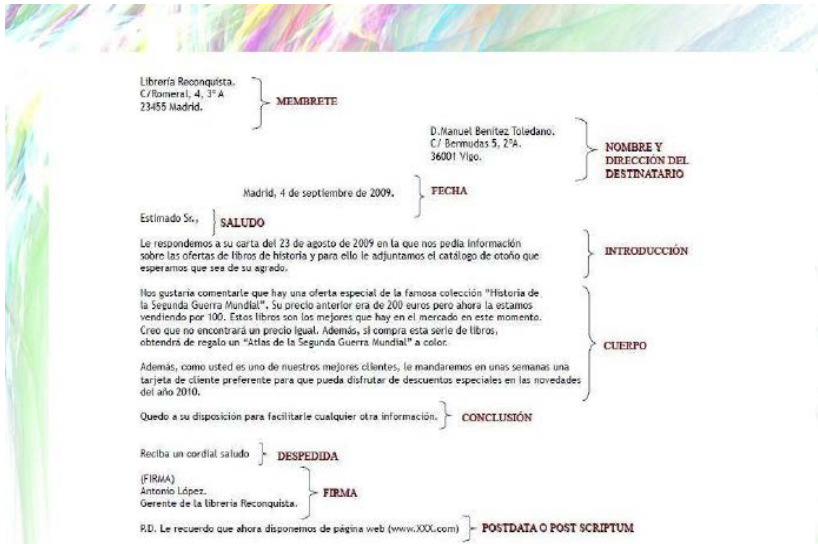 Librería Reconquista.
C/Romeral, 4, 3º A
23455 Madrid.
MEMBRETE
D.Manuel Benítez Toledano.
C/ Bermudas 5, 2ºA.
36001 Vigo.
NOMBRE Y
DIRECCIÓN DEL
DESTINATARIO
Madrid, 4 de septiembre de 2009.
FECHA
Estimado Sr.,
SALUDO
Le respondemos a su carta del 23 de agosto de 2009 en la que nos pedía información
sobre las ofertas de libros de historia y para ello le adjuntamos el catálogo de otoño que
esperamos que sea de su agrado.
INTRODUCCIÓN
Nos gustaría comentarle que hay una oferta especial de la famosa colección "Historia de
la Segunda Guerra Mundial". Su precio anterior era de 200 euros pero ahora la estamos
vendiendo por 100. Estos libros son los mejores que hay en el mercado en este momento.
Creo que no encontrará un precio igual. Además, si compra esta serie de libros,
obtendrá de regalo un "Atlas de la Segunda Guerra Mundial" a color.
Además, como usted es uno de nuestros mejores clientes, le mandaremos en unas semanas una
tarjeta de cliente preferente para que pueda disfrutar de descuentos especiales en las novedades
del año 2010.
CUERPO
Quedo a su disposición para facilitarle cualquier otra información.
CONCLUSIÓN
Reciba un cordial saludo
DESPEDIDA
(FIRMA)
Antonio López.
Gerente de la librería Reconquista.
FIRMA
P.D. Le recuerdo que ahora disponemos de página web (www.XXX.com)
POSTDATA O POST SCRIPTUM